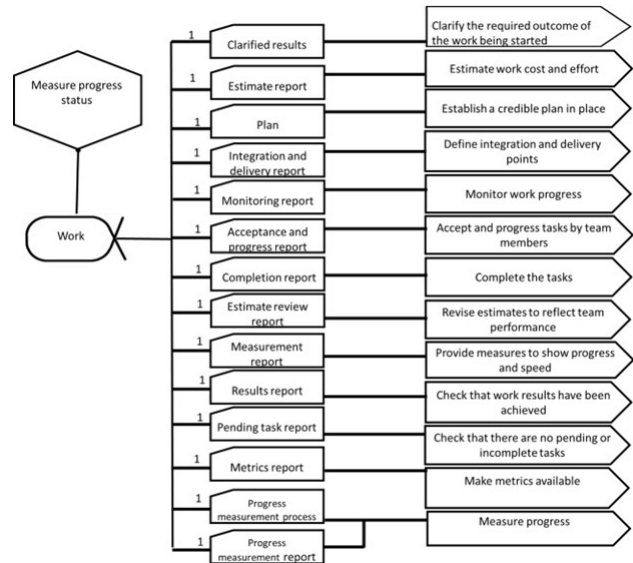 Measure progress
status
Work
1
Clarified results
Clarify the required outcome of
the work being started
1
Estimate report
Estimate work cost and effort
1
Plan
Establish a credible plan in place
1
Integration and
delivery report
Define integration and delivery
points
1
Monitoring report
Monitor work progress
1
Acceptance and
progress report
Accept and progress tasks by team
members
1
Completion report
Complete the tasks
1
Estimate review
report
Revise estimates to reflect team
performance
1
Measurement
report
Provide measures to show progress
and speed
1
Results report
Check that work results have been
achieved
1
Pending task report
Check that there are no pending or
incomplete tasks
1
Metrics report
Make metrics available
1
Progress
measurement process
Measure progress
1
Progress
measurement report